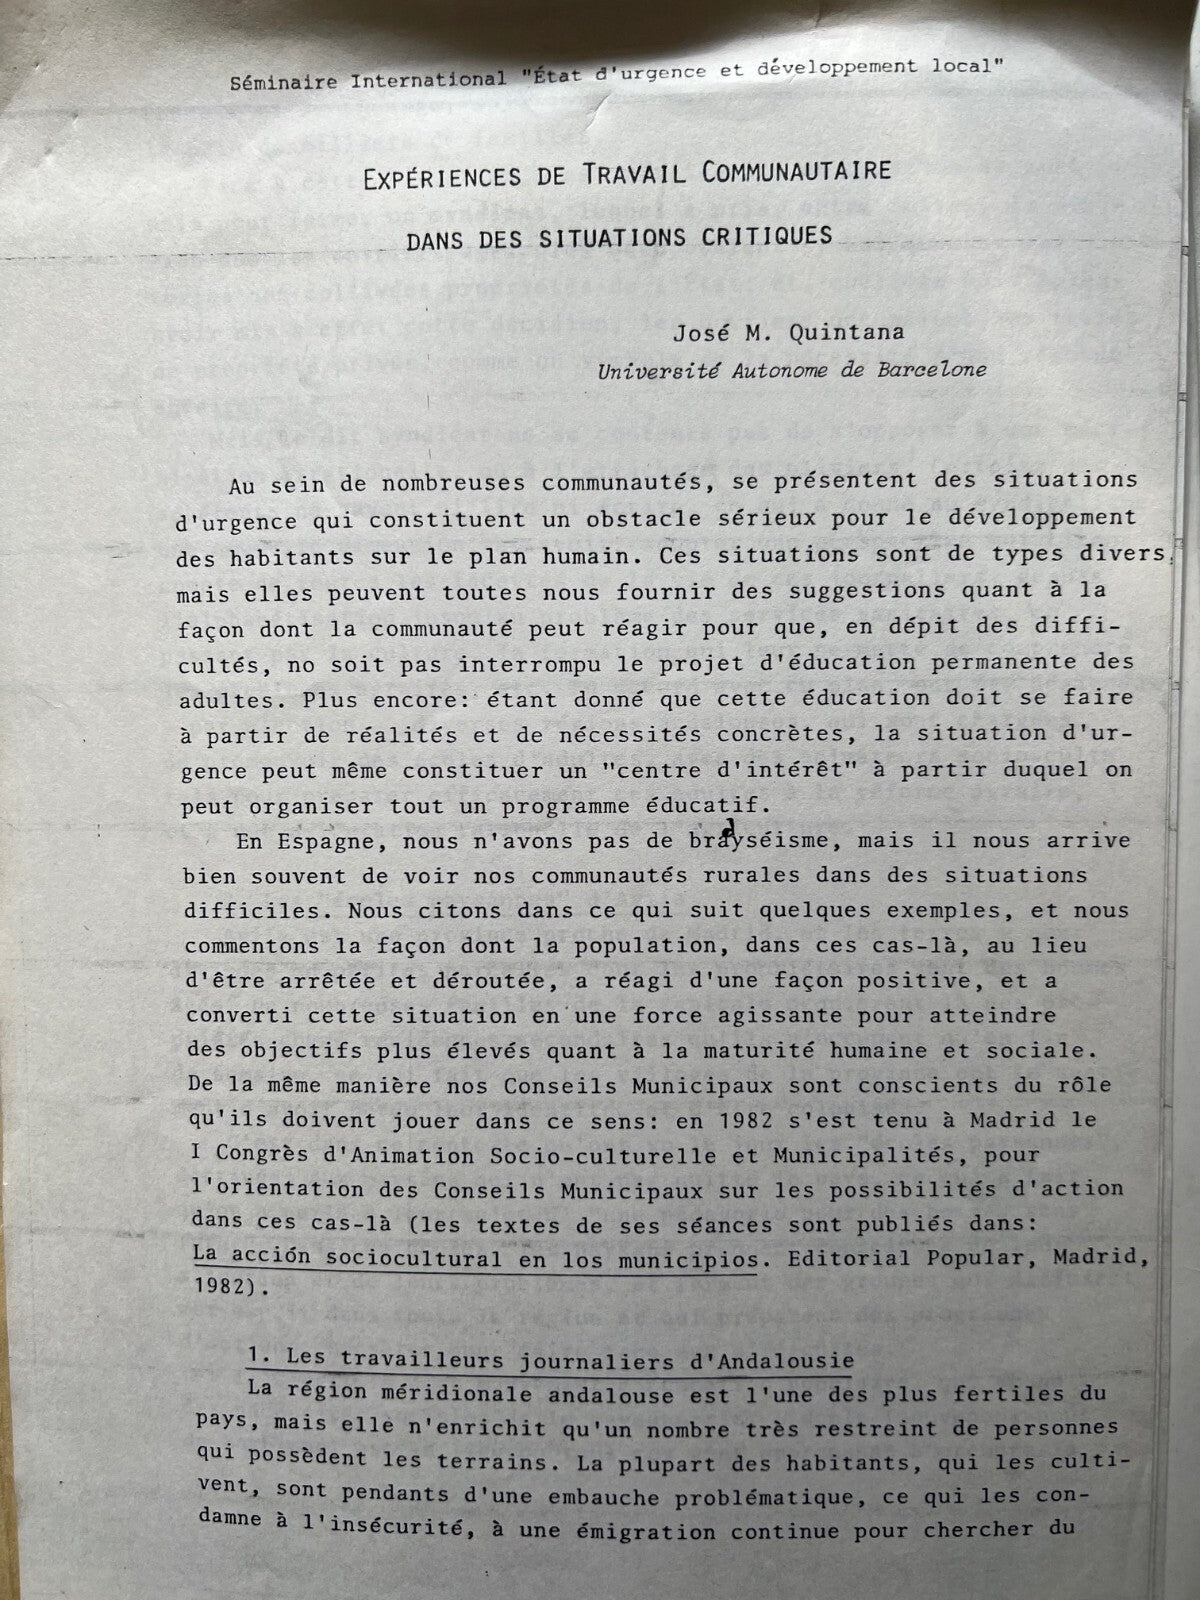 Séminaire International "État d'urgence et développement local"
EXPÉRIENCES DE TRAVAIL COMMUNAUTAIRE
DANS DES SITUATIONS CRITIQUES
José M. Quintana
Université Autonome de Barcelone
Au sein de nombreuses communautés, se présentent des situations
d'urgence qui constituent un obstacle sérieux pour le développement
des habitants sur le plan humain. Ces situations sont de types divers,
mais elles peuvent toutes nous fournir des suggestions quant à la
façon dont la communauté peut réagir pour que, en dépit des diffi-
cultés, no soit pas interrompu le projet d'éducation permanente des
adultes. Plus encore: étant donné que cette éducation doit se faire
à partir de réalités et de nécessités concrètes, la situation d'ur-
gence peut même constituer un "centre d'intérêt" à partir duquel on
peut organiser tout un programme éducatif.
En Espagne, nous n'avons pas de bradyséisme, mais il nous arrive
bien souvent de voir nos communautés rurales dans des situations
difficiles. Nous citons dans ce qui suit quelques exemples, et nous
commentons la façon dont la population, dans ces cas-là, au lieu
d'être arrêtée et déroutée, a réagi d'une façon positive, et a
converti cette situation en une force agissante pour atteindre
des objectifs plus élevés quant à la maturité humaine et sociale.
De la même manière nos Conseils Municipaux sont conscients du rôle
qu'ils doivent jouer dans ce sens: en 1982 s'est tenu à Madrid le
I Congrès d'Animation Socio-culturelle et Municipalités, pour
l'orientation des Conseils Municipaux sur les possibilités d'action
dans ces cas-là (les textes de ses séances sont publiés dans:
La acción sociocultural en los municipios. Editorial Popular, Madrid,
1982).
1. Les travailleurs journaliers d'Andalousie
La région méridionale andalouse est l'une des plus fertiles du
pays, mais elle n'enrichit qu'un nombre très restreint de personnes
qui possèdent les terrains. La plupart des habitants, qui les culti-
vent, sont pendants d'une embauche problématique, ce qui les con-
damne à l'insécurité, à une émigration continue pour chercher du